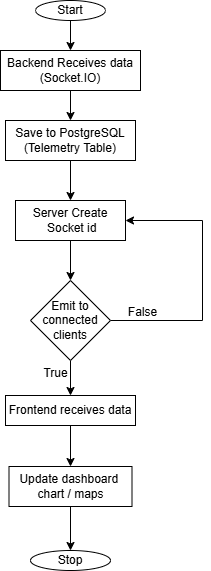 Start
Backend Receives data
(Socket.IO)
Save to PostgreSQL
(Telemetry Table)
Server Create
Socket id
Emit to
connected
clients
False
True
Frontend receives data
Update dashboard
chart / maps
Stop